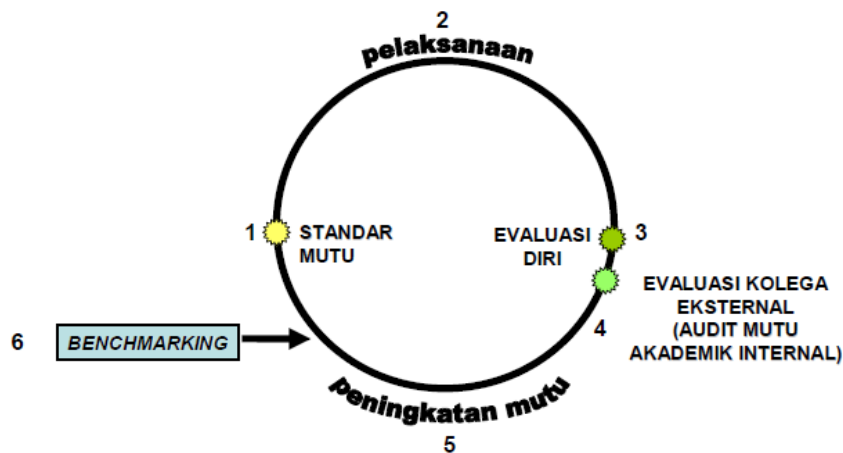 2
pelaksanaan
1
STANDAR
MUTU
EVALUASI
DIRI
3
EVALUASI KOLEGA
EKSTERNAL
(AUDIT MUTU
AKADEMIK INTERNAL)
4
6
BENCHMARKING
peningkatan mutu
5